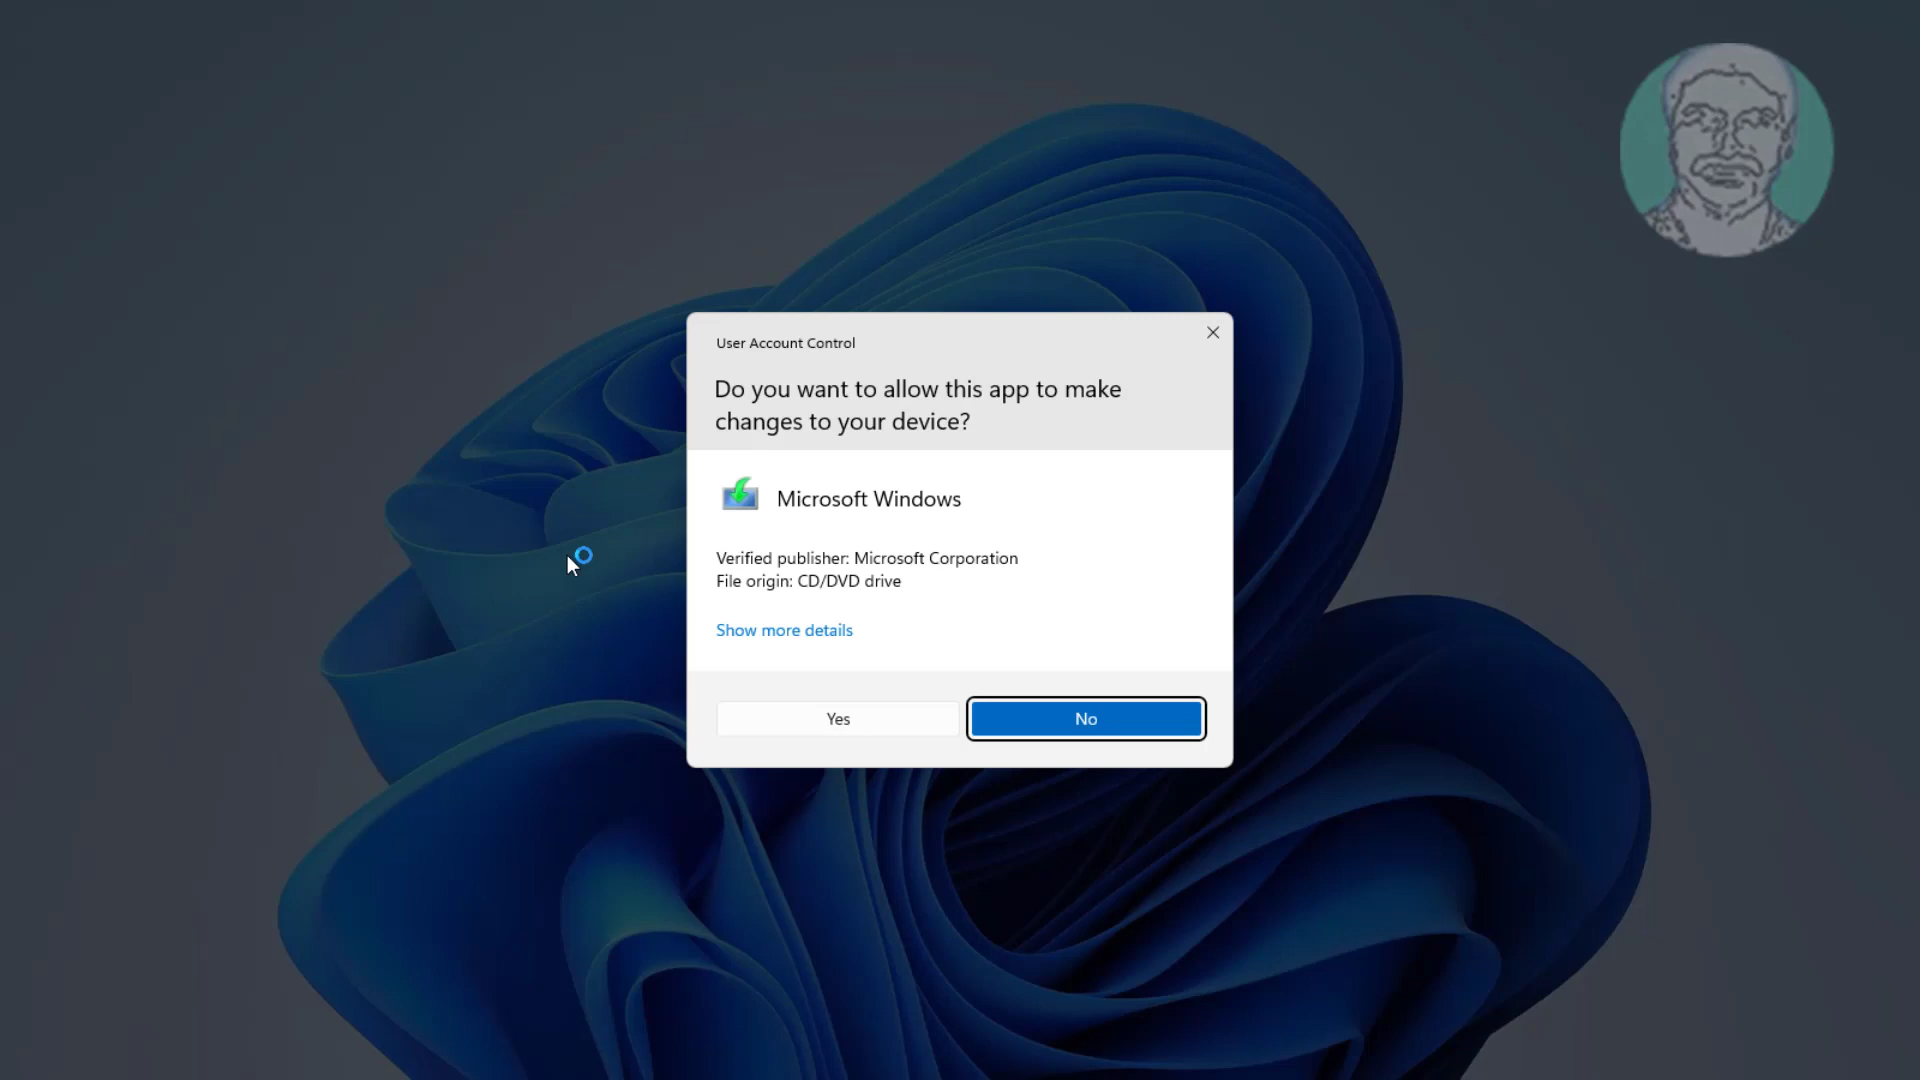 User Account Control
Do you want to allow this app to make
changes to your device?
Microsoft Windows
Verified publisher: Microsoft Corporation
File origin: CD/DVD drive
Show more details
Yes
No